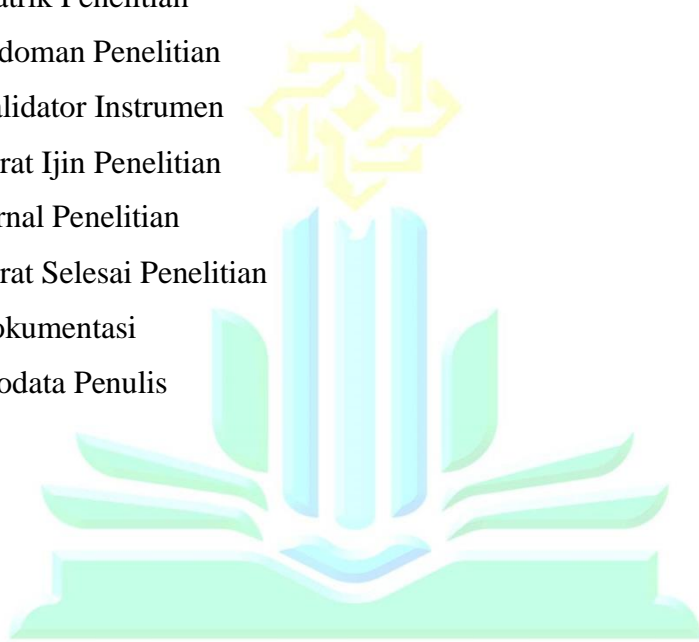 atrik Penelitian
doman Penelitian
alidator Instrumen
rat Ijin Penelitian
rnal Penelitian
rat Selesai Penelitian
okumentasi
odata Penulis